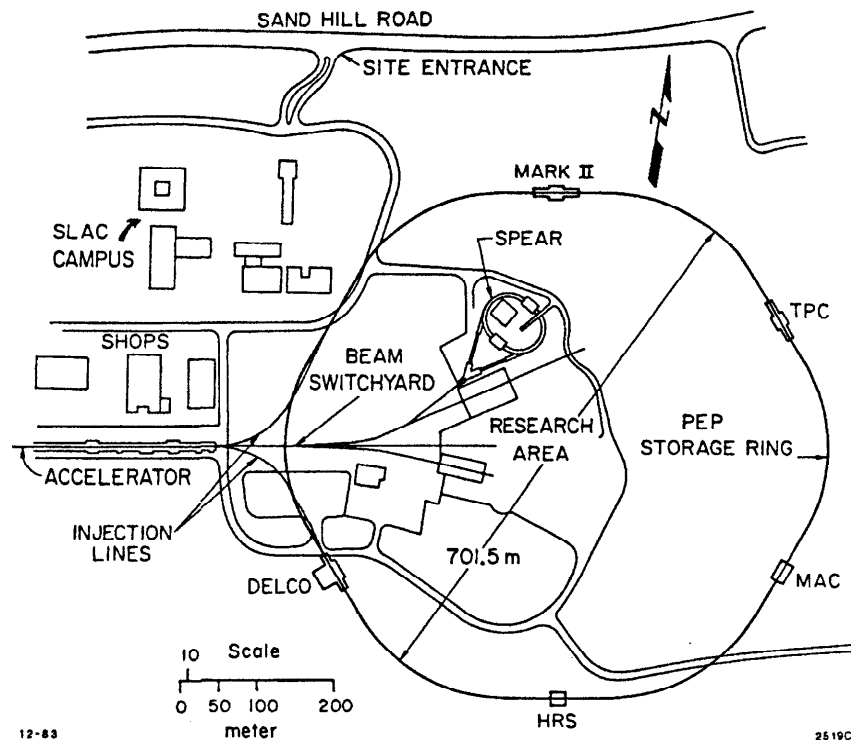 SAND HILL ROAD
SITE ENTRANCE
N
MARK II
SLAC
CAMPUS
SPEAR
TPC
SHOPS
BEAM
SWITCHYARD
RESEARCH
AREA
PEP
STORAGE RING
ACCELERATOR
INJECTION
LINES
701.5 m
DELCO
MAC
10 Scale
0 50 100 200
meter
HRS
12-83
2519C